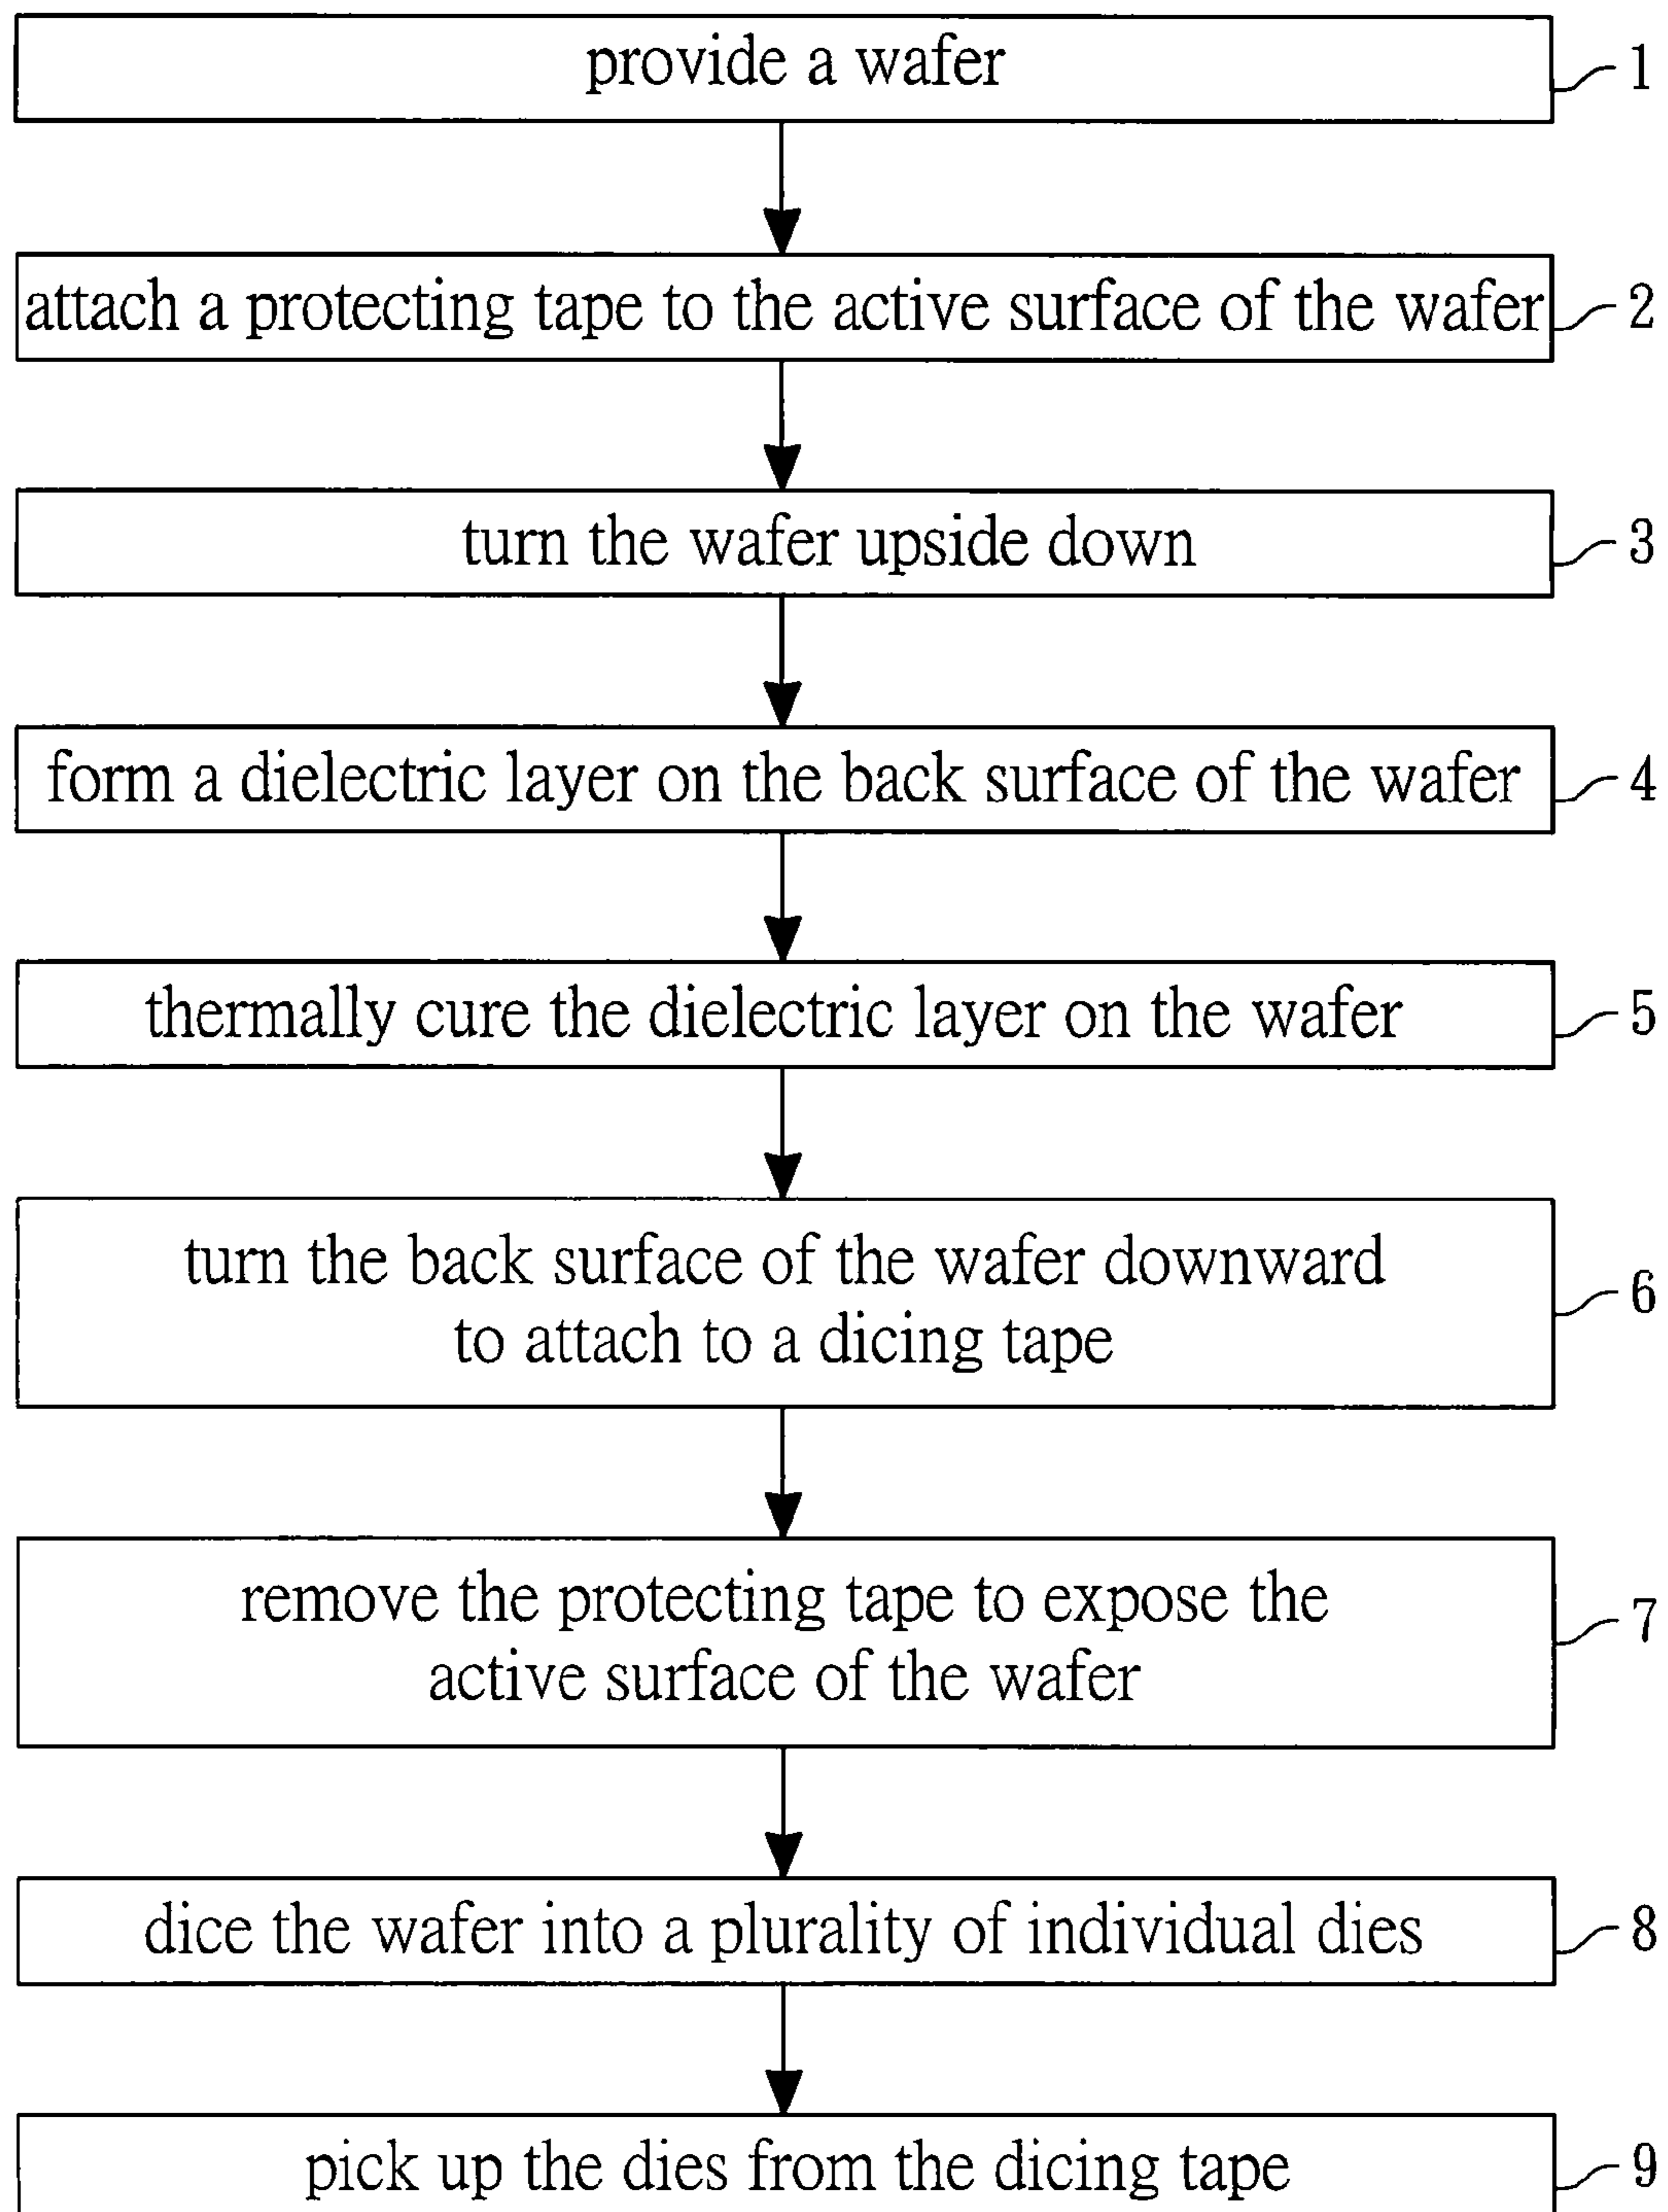 provide a wafer
1
attach a protecting tape to the active surface of the wafer
2
turn the wafer upside down
3
form a dielectric layer on the back surface of the wafer
4
thermally cure the dielectric layer on the wafer
5
turn the back surface of the wafer downward
to attach to a dicing tape
6
remove the protecting tape to expose the
active surface of the wafer
7
dice the wafer into a plurality of individual dies
8
pick up the dies from the dicing tape
9